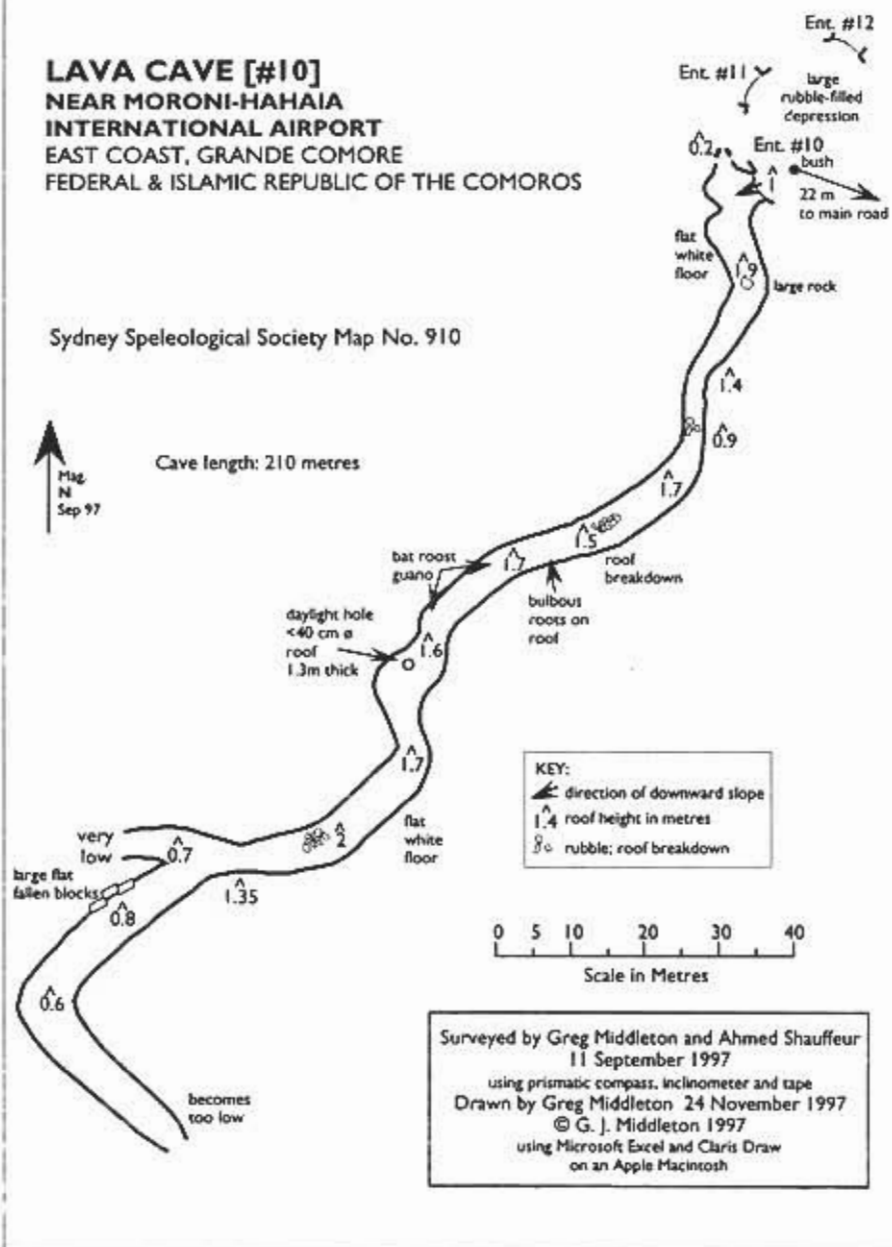 LAVA CAVE [#10]
NEAR MORONI-HAHAIA
INTERNATIONAL AIRPORT
EAST COAST, GRANDE COMORE
FEDERAL & ISLAMIC REPUBLIC OF THE COMOROS
Ent. #12
Ent. #11
large
rubble-filled
depression
Ent. #10
0.2
bush
1
22 m
to main road
flat
white
floor
1.9
large rock
Sydney Speleological Society Map No. 910
1.4
0.9
Mag.
N
Sep 97
Cave length: 210 metres
1.7
1.5
roof
breakdown
bat roost
guano
1.7
bulbous
roots on
roof
daylight hole
<40 cm ø
roof
1.3m thick
1.6
1.7
KEY:
direction of downward slope
1.4 roof height in metres
rubble; roof breakdown
flat
white
floor
2
very
low
0.7
large flat
fallen blocks
1.35
0.8
0.6
becomes
too low
0 5 10 20 30 40
Scale in Metres
Surveyed by Greg Middleton and Ahmed Shauffeur
11 September 1997
using prismatic compass, inclinometer and tape
Drawn by Greg Middleton 24 November 1997
© G. J. Middleton 1997
using Microsoft Excel and Claris Draw
on an Apple Macintosh